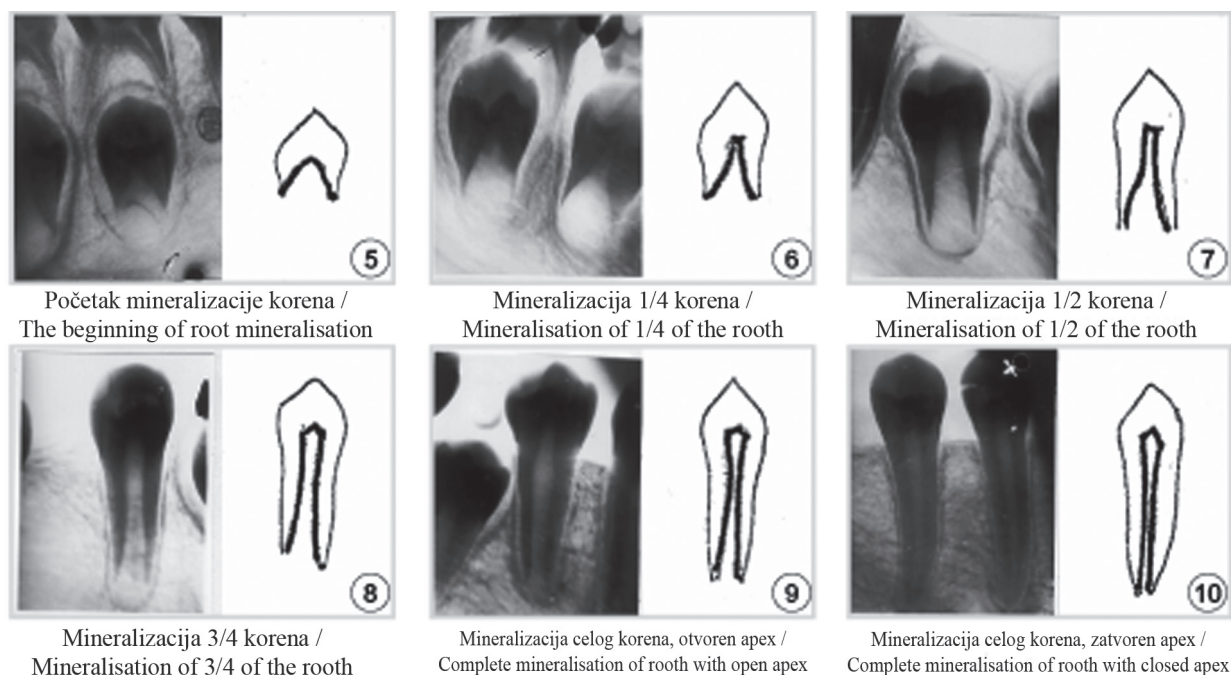 5
6
7
Početak mineralizacije korena /
The beginning of root mineralisation
Mineralizacija 1/4 korena /
Mineralisation of 1/4 of the rooth
Mineralizacija 1/2 korena /
Mineralisation of 1/2 of the rooth
8
9
10
Mineralizacija 3/4 korena /
Mineralisation of 3/4 of the rooth
Mineralizacija celog korena, otvoren apex /
Complete mineralisation of rooth with open apex
Mineralizacija celog korena, zatvoren apex /
Complete mineralisation of rooth with closed apex